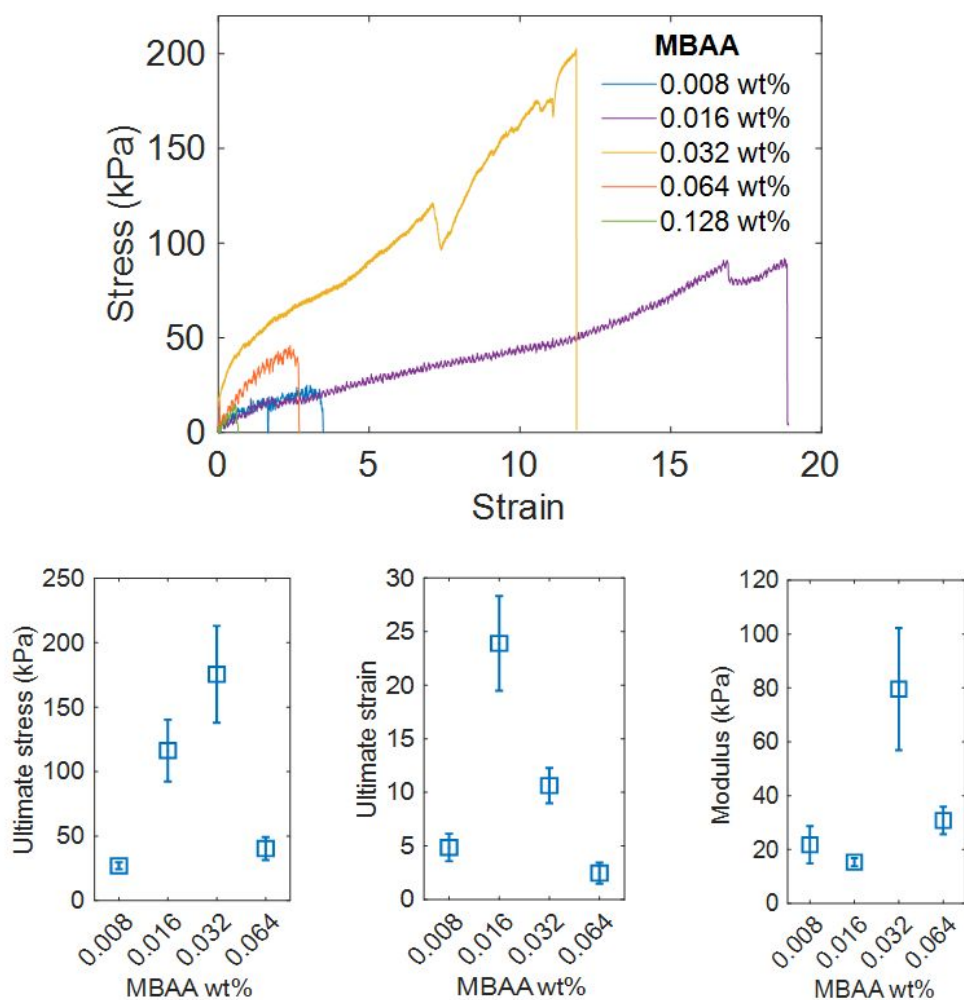 MBAA
0.008 wt%
0.016 wt%
0.032 wt%
0.064 wt%
0.128 wt%
Stress (kPa)
200
150
100
50
0
0 5 10 15 20
Strain
Ultimate stress (kPa)
250
200
150
100
50
0
0.008 0.016 0.032 0.064
MBAA wt%
Ultimate strain
30
25
20
15
10
5
0
0.008 0.016 0.032 0.064
MBAA wt%
Modulus (kPa)
120
100
80
60
40
20
0
0.008 0.016 0.032 0.064
MBAA wt%